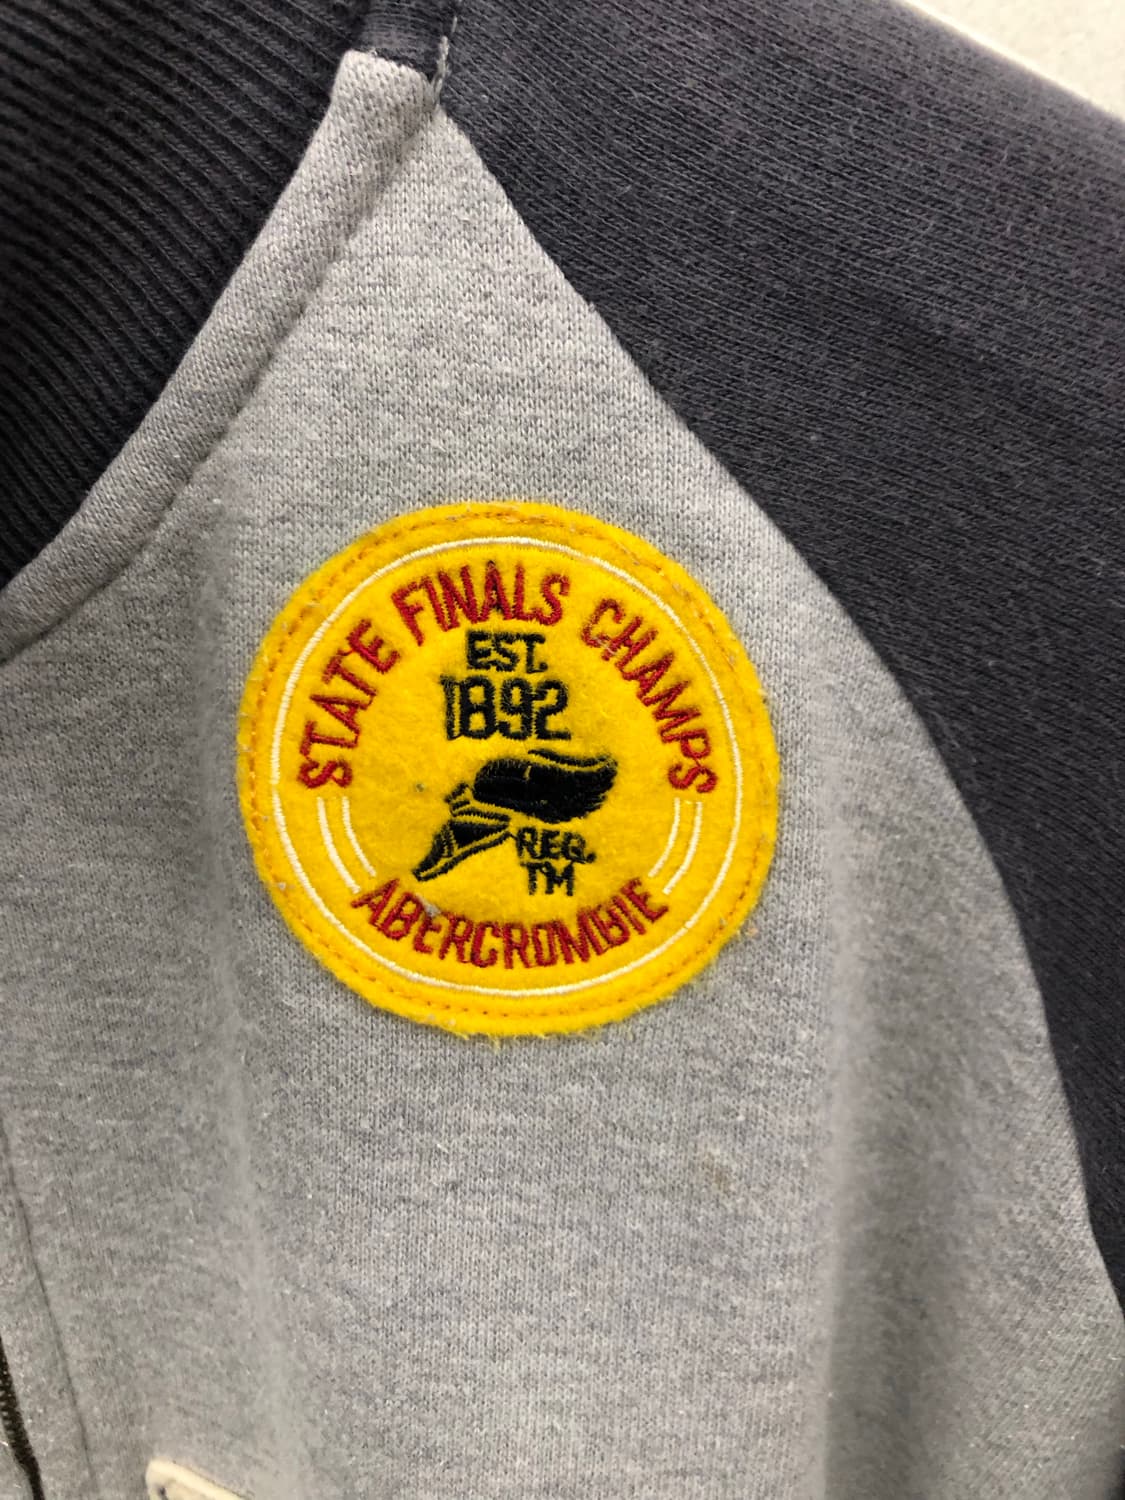 STATE FINALS CHAMPS
EST.
1892
REG.
TM
ABERCROMBIE